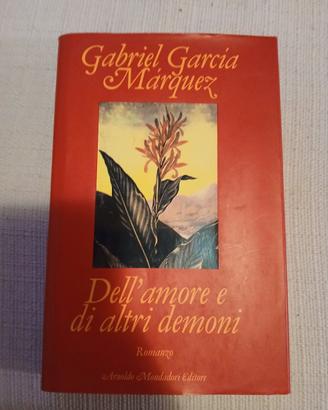 Gabriel García
Márquez
Dell'amore e
di altri demoni
Romanzo
Arnoldo Mondadori Editore